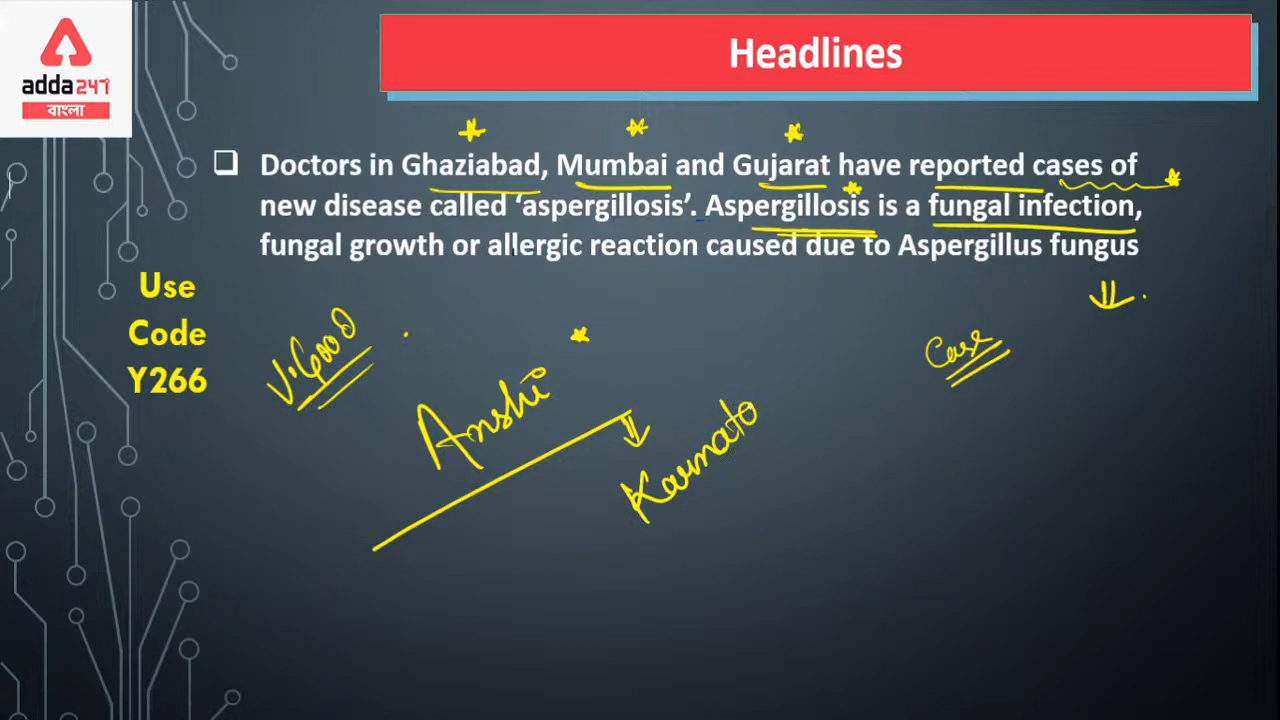 adda247
বাংলা
Headlines
Doctors in Ghaziabad, Mumbai and Gujarat have reported cases of
new disease called ‘aspergillosis’. Aspergillosis is a fungal infection,
fungal growth or allergic reaction caused due to Aspergillus fungus
Use
Code
Y266
V.Good
Anshi
Karmato
Case